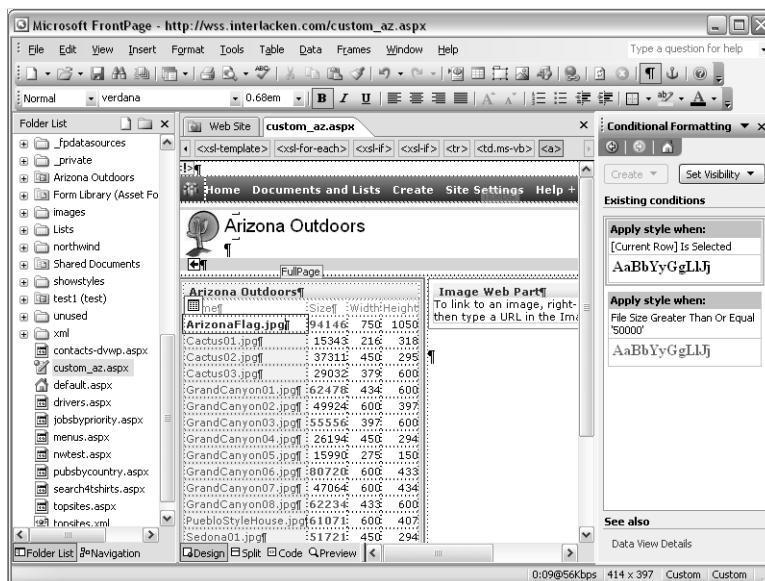 Microsoft FrontPage - http://wss.interlacken.com/custom_az.aspx
File Edit View Insert Format Tools Table Data Frames Window Help
Type a question for help
Normal verdana 0.68em B I U
Folder List
_fpdatasources
_private
Arizona Outdoors
Form Library (Asset Fo
images
Lists
northwind
Shared Documents
showstyles
test1 (test)
unused
xml
contacts-dvwp.aspx
custom_az.aspx
default.aspx
drivers.aspx
jobsbypriority.aspx
menus.aspx
nwtest.aspx
pubsbycountry.aspx
search4tshirts.aspx
topsites.aspx
topsites.xml
Folder List Navigation
Web Site custom_az.aspx
<xsl-template> <xsl-for-each> <xsl-if> <xsl-if> <tr> <td.ms-vb> <a>
Home Documents and Lists Create Site Settings Help
Arizona Outdoors
FullPage
Arizona Outdoors
me Size Width Height
ArizonaFlag.jpg 94146 750 1050
Cactus01.jpg 15343 216 318
Cactus02.jpg 37311 450 295
Cactus03.jpg 29032 379 600
GrandCanyon01.jpg 62478 434 600
GrandCanyon02.jpg 49924 600 397
GrandCanyon03.jpg 55556 397 600
GrandCanyon04.jpg 26194 450 294
GrandCanyon05.jpg 15990 275 150
GrandCanyon06.jpg 80720 600 433
GrandCanyon07.jpg 47064 600 434
GrandCanyon08.jpg 62234 433 600
PuebloStyleHouse.jpg 61071 600 407
Sedona01.jpg 51721 450 294
Image Web Part
To link to an image, right-
then type a URL in the Ima
Design Split Code Preview
Conditional Formatting
Create Set Visibility
Existing conditions
Apply style when:
[Current Row] Is Selected
AaBbYyGgLlJj
Apply style when:
File Size Greater Than Or Equal
'50000'
AaBbYyGgLlJj
See also
Data View Details
0:09@56Kbps 414 x 397 Custom Custom